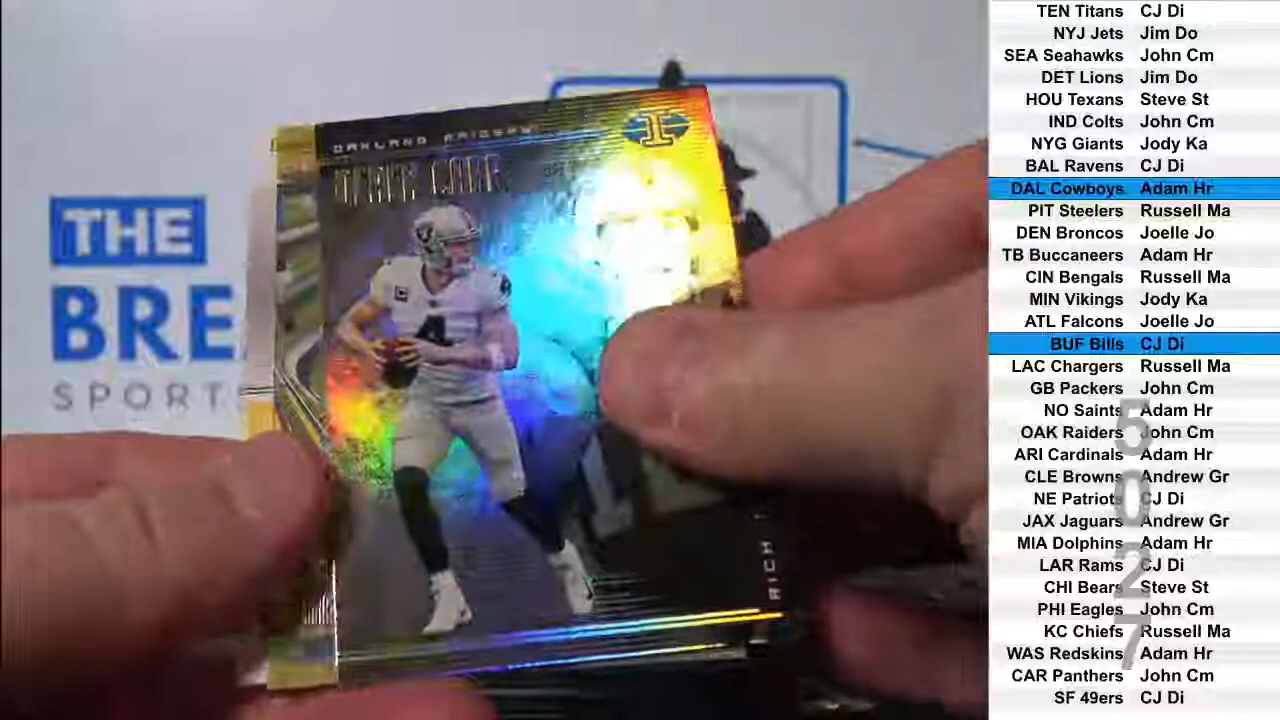 THE
BRE
SPORT
OAKLAND RAIDERS
RICH
TEN Titans CJ Di
NYJ Jets Jim Do
SEA Seahawks John Cm
DET Lions Jim Do
HOU Texans Steve St
IND Colts John Cm
NYG Giants Jody Ka
BAL Ravens CJ Di
DAL Cowboys Adam Hr
PIT Steelers Russell Ma
DEN Broncos Joelle Jo
TB Buccaneers Adam Hr
CIN Bengals Russell Ma
MIN Vikings Jody Ka
ATL Falcons Joelle Jo
BUF Bills CJ Di
LAC Chargers Russell Ma
GB Packers John Cm
NO Saints Adam Hr
OAK Raiders John Cm
ARI Cardinals Adam Hr
CLE Browns Andrew Gr
NE Patriots CJ Di
JAX Jaguars Andrew Gr
MIA Dolphins Adam Hr
LAR Rams CJ Di
CHI Bears Steve St
PHI Eagles John Cm
KC Chiefs Russell Ma
WAS Redskins Adam Hr
CAR Panthers John Cm
SF 49ers CJ Di
5027